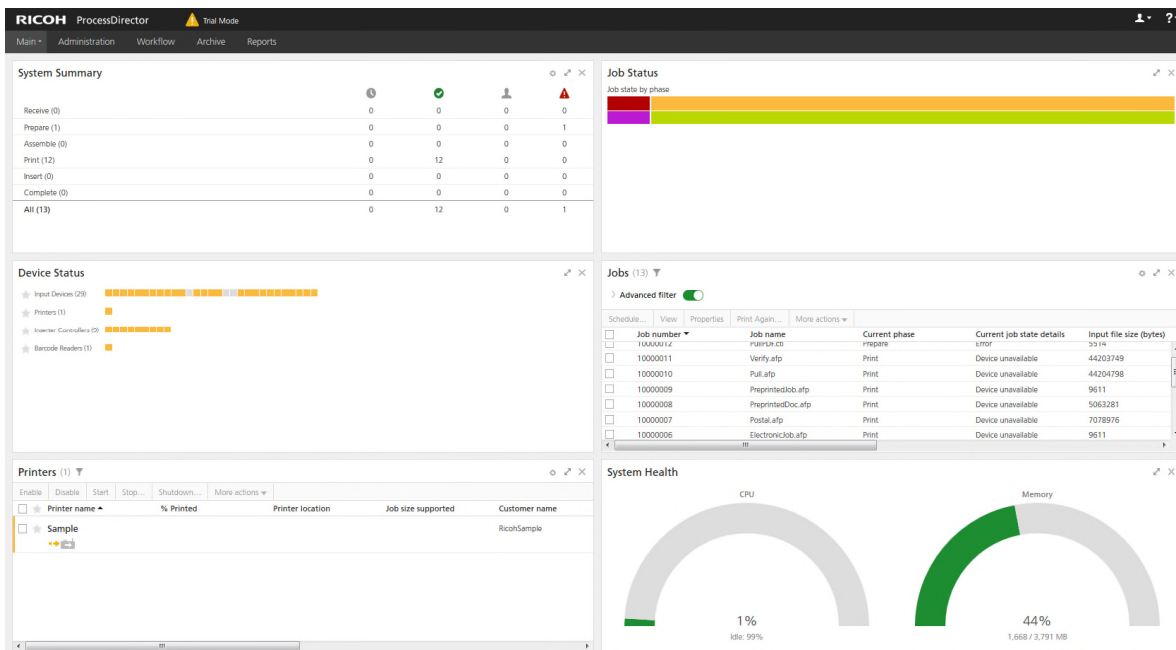 RICOH ProcessDirector Trial Mode ?
Main Administration Workflow Archive Reports
System Summary
Receive (0) 0 0 0 0
Prepare (1) 0 0 0 1
Assemble (0) 0 0 0 0
Print (12) 0 12 0 0
Insert (0) 0 0 0 0
Complete (0) 0 0 0 0
All (13) 0 12 0 1
Job Status
Job state by phase
Device Status
Input Devices (29)
Printers (1)
Inserter Controllers (9)
Barcode Readers (1)
Jobs (13)
Advanced filter
Schedule... View Properties Print Again... More actions
Job number Job name Current phase Current job state details Input file size (bytes)
10000012 PullPDF.cb Prepare Error 5514
10000011 Verify.afp Print Device unavailable 44203749
10000010 Pull.afp Print Device unavailable 44204798
10000009 PreprintedJob.afp Print Device unavailable 9611
10000008 PreprintedDoc.afp Print Device unavailable 5063281
10000007 Postal.afp Print Device unavailable 7078976
10000006 ElectronicJob.afp Print Device unavailable 9611
Printers (1)
Enable Disable Start Stop... Shutdown... More actions
Printer name % Printed Printer location Job size supported Customer name
Sample RicohSample
System Health
CPU
1%
Idle: 99%
Memory
44%
1,668 / 3,791 MB